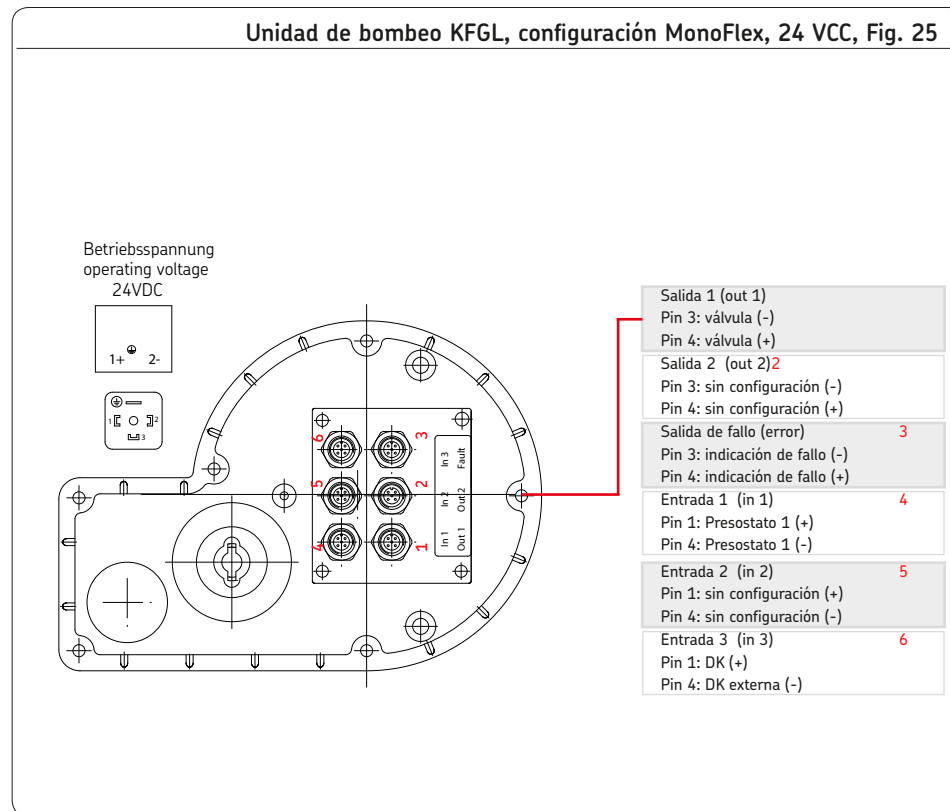 Unidad de bombeo KFGL, configuración MonoFlex, 24 VCC, Fig. 25
Betriebsspannung
operating voltage
24VDC
1+ 2-
1 2
3
6 3
5 2
4 1
In 3 Fault
In 2 Out2
In 1 Out 1
Salida 1 (out 1)
Pin 3: válvula (-)
Pin 4: válvula (+)
Salida 2 (out 2)2
Pin 3: sin configuración (-)
Pin 4: sin configuración (+)
Salida de fallo (error) 3
Pin 3: indicación de fallo (-)
Pin 4: indicación de fallo (+)
Entrada 1 (in 1) 4
Pin 1: Presostato 1 (+)
Pin 4: Presostato 1 (-)
Entrada 2 (in 2) 5
Pin 1: sin configuración (+)
Pin 4: sin configuración (-)
Entrada 3 (in 3) 6
Pin 1: DK (+)
Pin 4: DK externa (-)